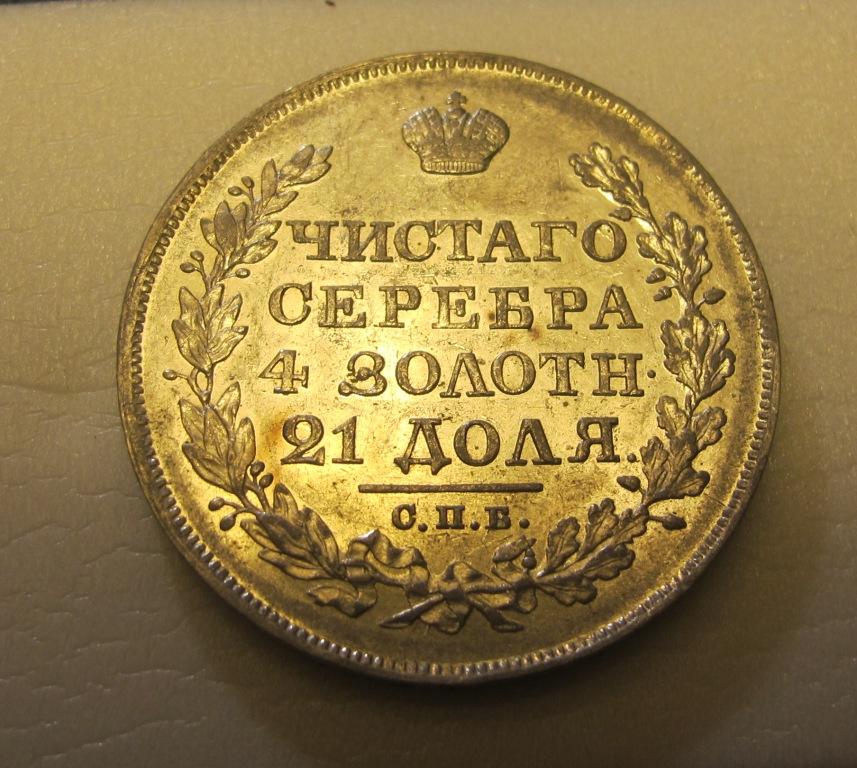 ЧИСТАГО
СЕРЕБРА
4 ЗОЛОТН.
21 ДОЛЯ.
С.П.Б.